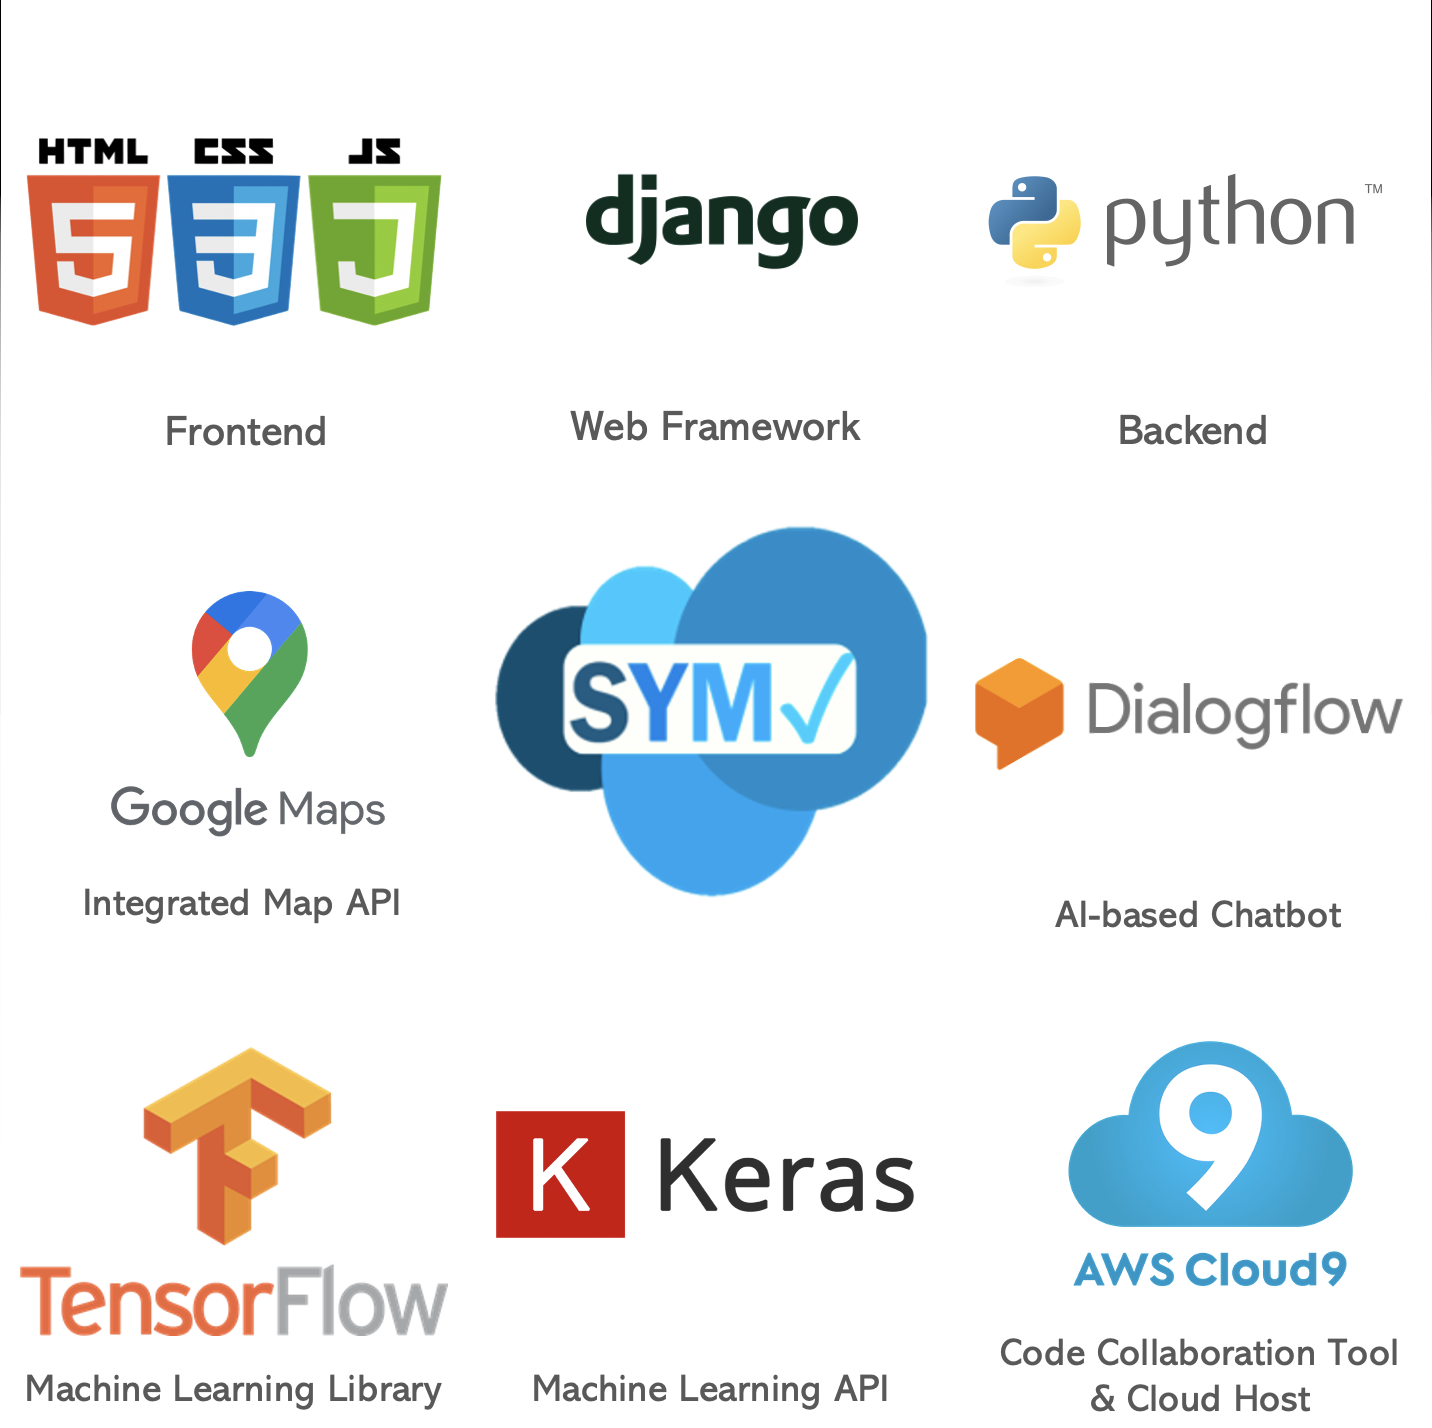 HTML CSS JS
5 3 J
django
python ™
Frontend
Web Framework
Backend
SYM✓
Google Maps
Dialogflow
Integrated Map API
AI-based Chatbot
9
K Keras
TensorFlow
AWS Cloud9
Machine Learning Library
Machine Learning API
Code Collaboration Tool
& Cloud Host